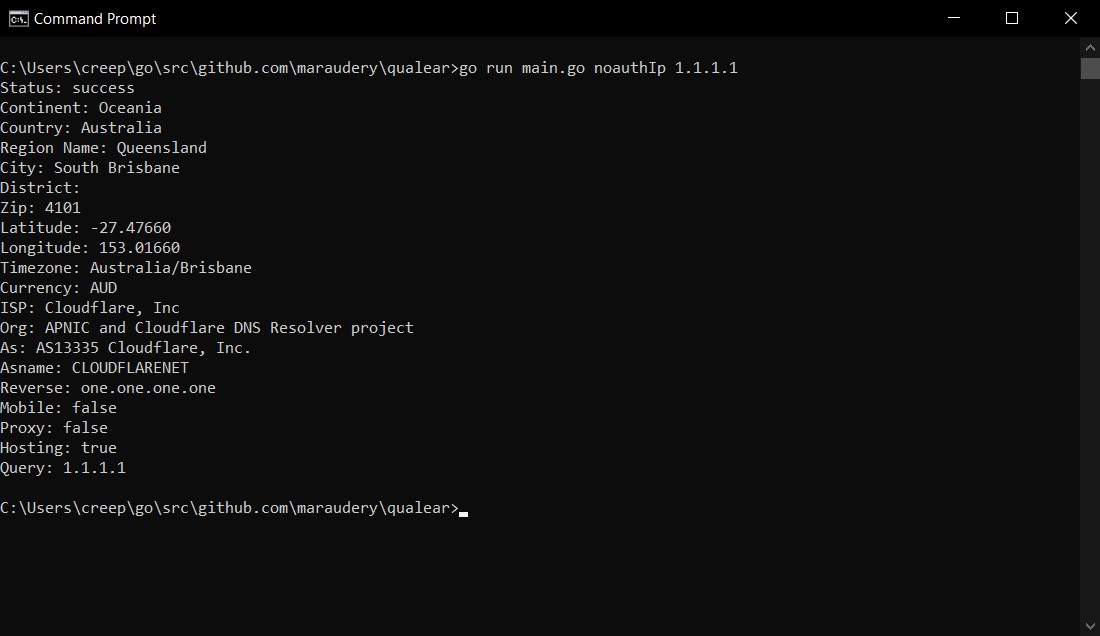 Command Prompt
C:\Users\creep\go\src\github.com\maraudery\qualear>go run main.go noauthIp 1.1.1.1
Status: success
Continent: Oceania
Country: Australia
Region Name: Queensland
City: South Brisbane
District:
Zip: 4101
Latitude: -27.47660
Longitude: 153.01660
Timezone: Australia/Brisbane
Currency: AUD
ISP: Cloudflare, Inc
Org: APNIC and Cloudflare DNS Resolver project
As: AS13335 Cloudflare, Inc.
Asname: CLOUDFLARENET
Reverse: one.one.one.one
Mobile: false
Proxy: false
Hosting: true
Query: 1.1.1.1
C:\Users\creep\go\src\github.com\maraudery\qualear>